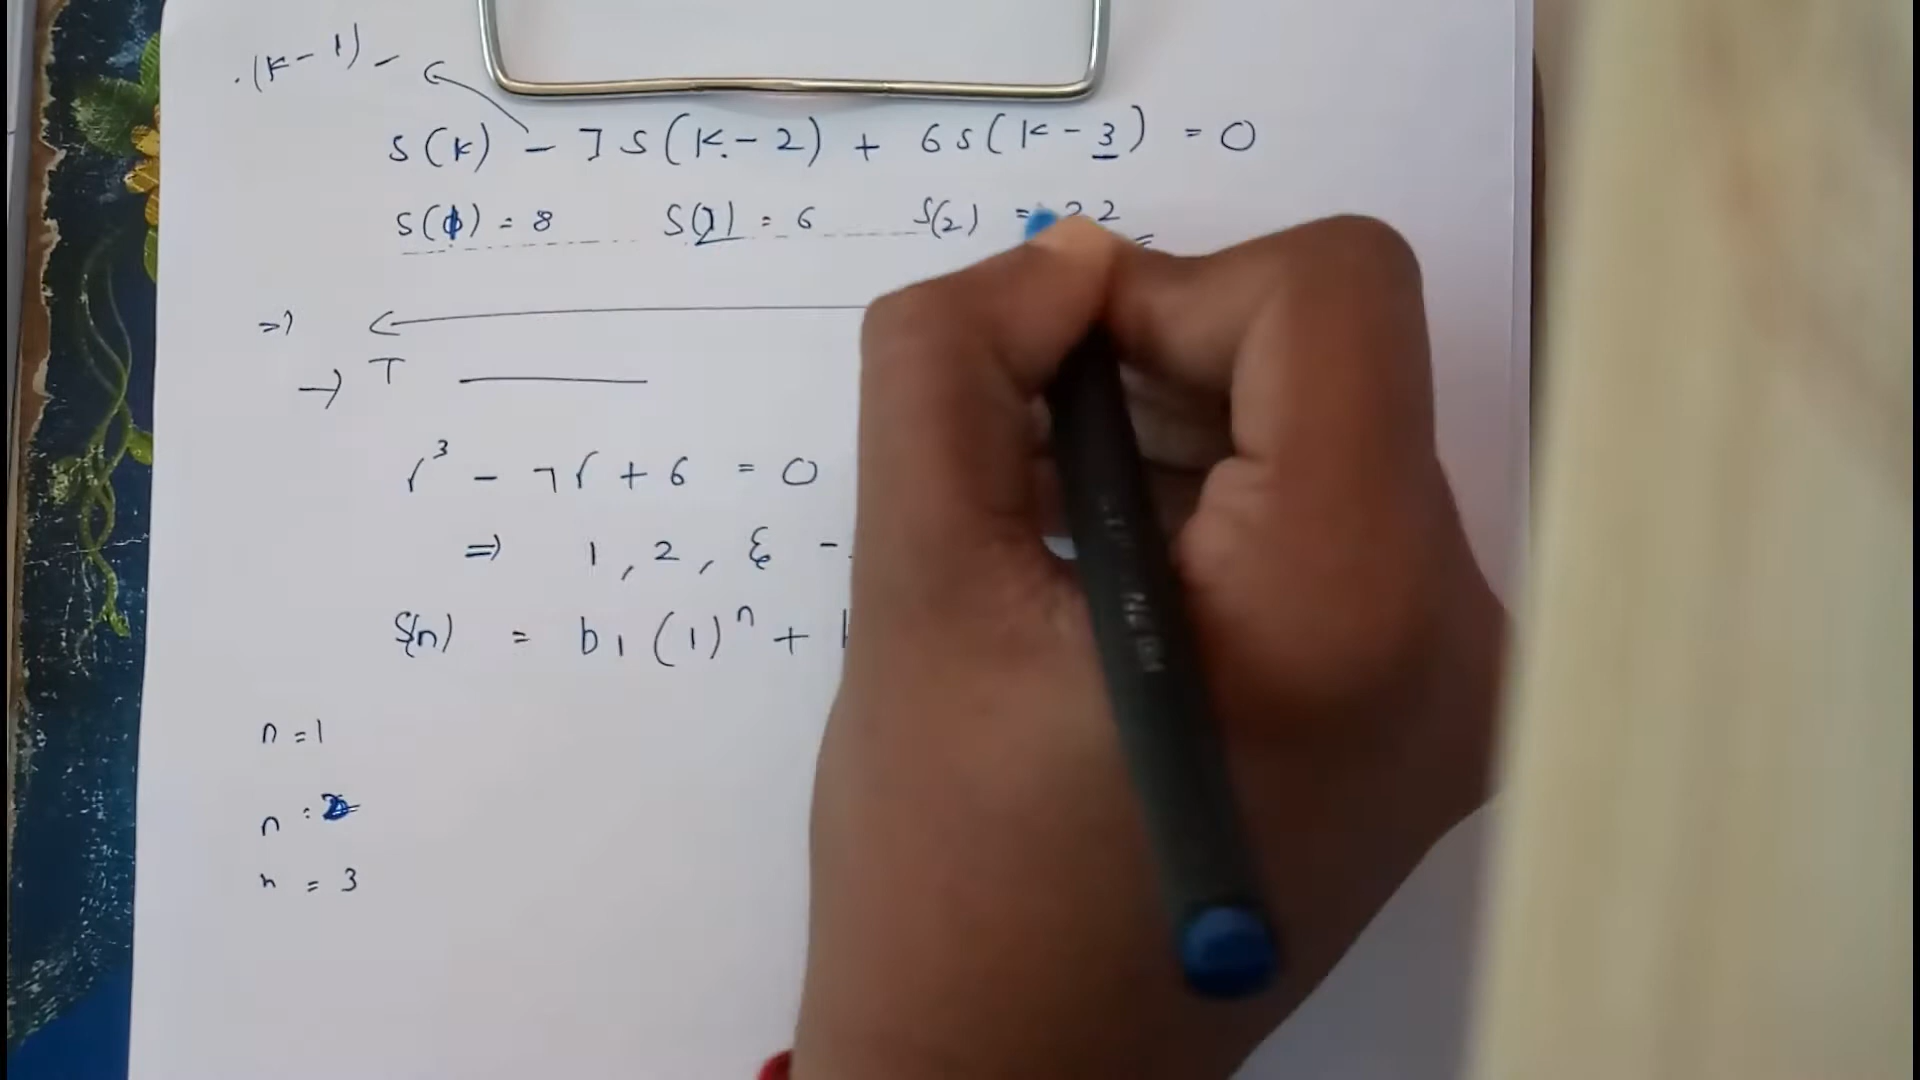 (k-1) -
S(k) - 7S(k-2) + 6S(k-3) = 0
S(0) = 8 S(1) = 6 S(2) = 22
=>
→ T
r³ - 7r + 6 = 0
=> 1, 2, & -
S(n) = b1(1)ⁿ +
n = 1
n =
n = 3